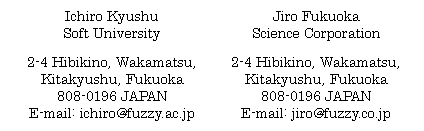 Ichiro Kyushu
Soft University
2-4 Hibikino, Wakamatsu,
Kitakyushu, Fukuoka
808-0196 JAPAN
E-mail: ichiro@fuzzy.ac.jp
Jiro Fukuoka
Science Corporation
2-4 Hibikino, Wakamatsu,
Kitakyushu, Fukuoka
808-0196 JAPAN
E-mail: jiro@fuzzy.co.jp